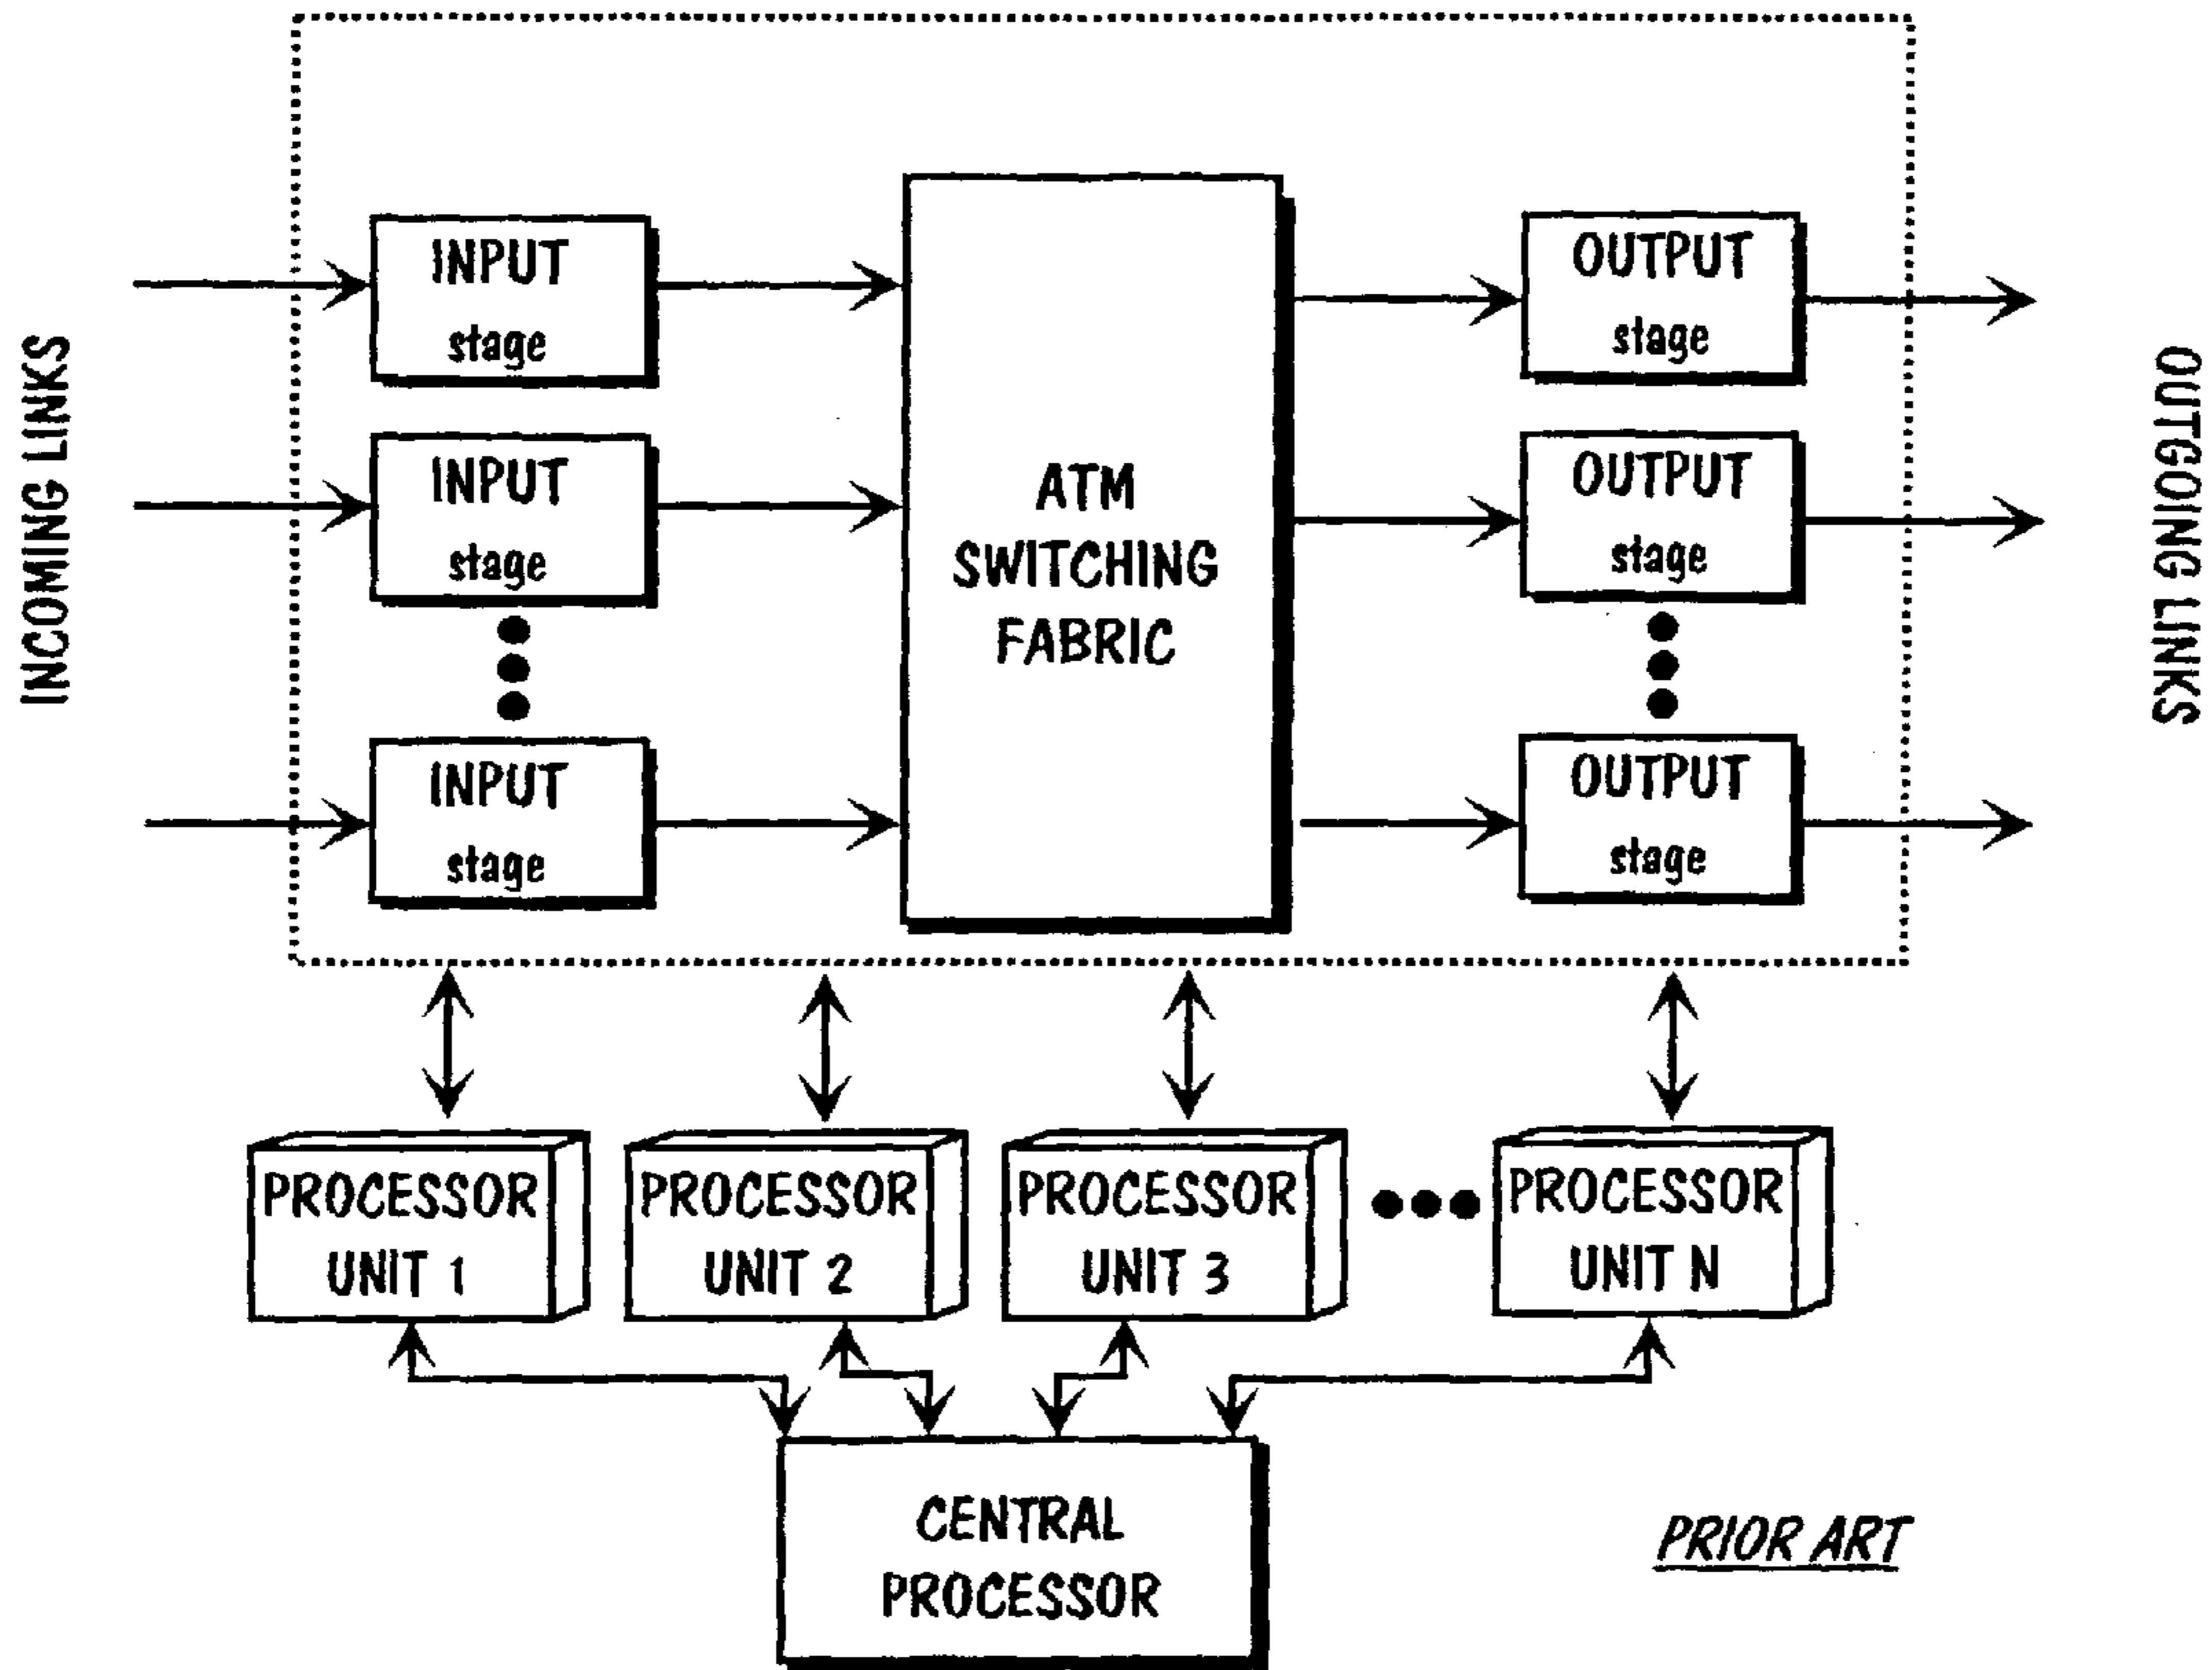 INCOMING LINKS
INPUT
stage
INPUT
stage
INPUT
stage
ATM
SWITCHING
FABRIC
OUTPUT
stage
OUTPUT
stage
OUTPUT
stage
OUTGOING LINKS
PROCESSOR
UNIT 1
PROCESSOR
UNIT 2
PROCESSOR
UNIT 3
PROCESSOR
UNIT N
CENTRAL
PROCESSOR
PRIOR ART